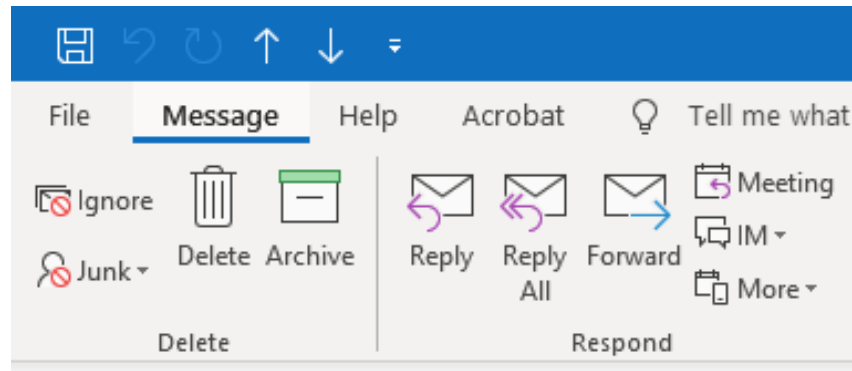 File Message Help Acrobat Tell me what
Ignore
Junk
Delete
Archive
Delete
Reply
Reply
All
Forward
Meeting
IM
More
Respond